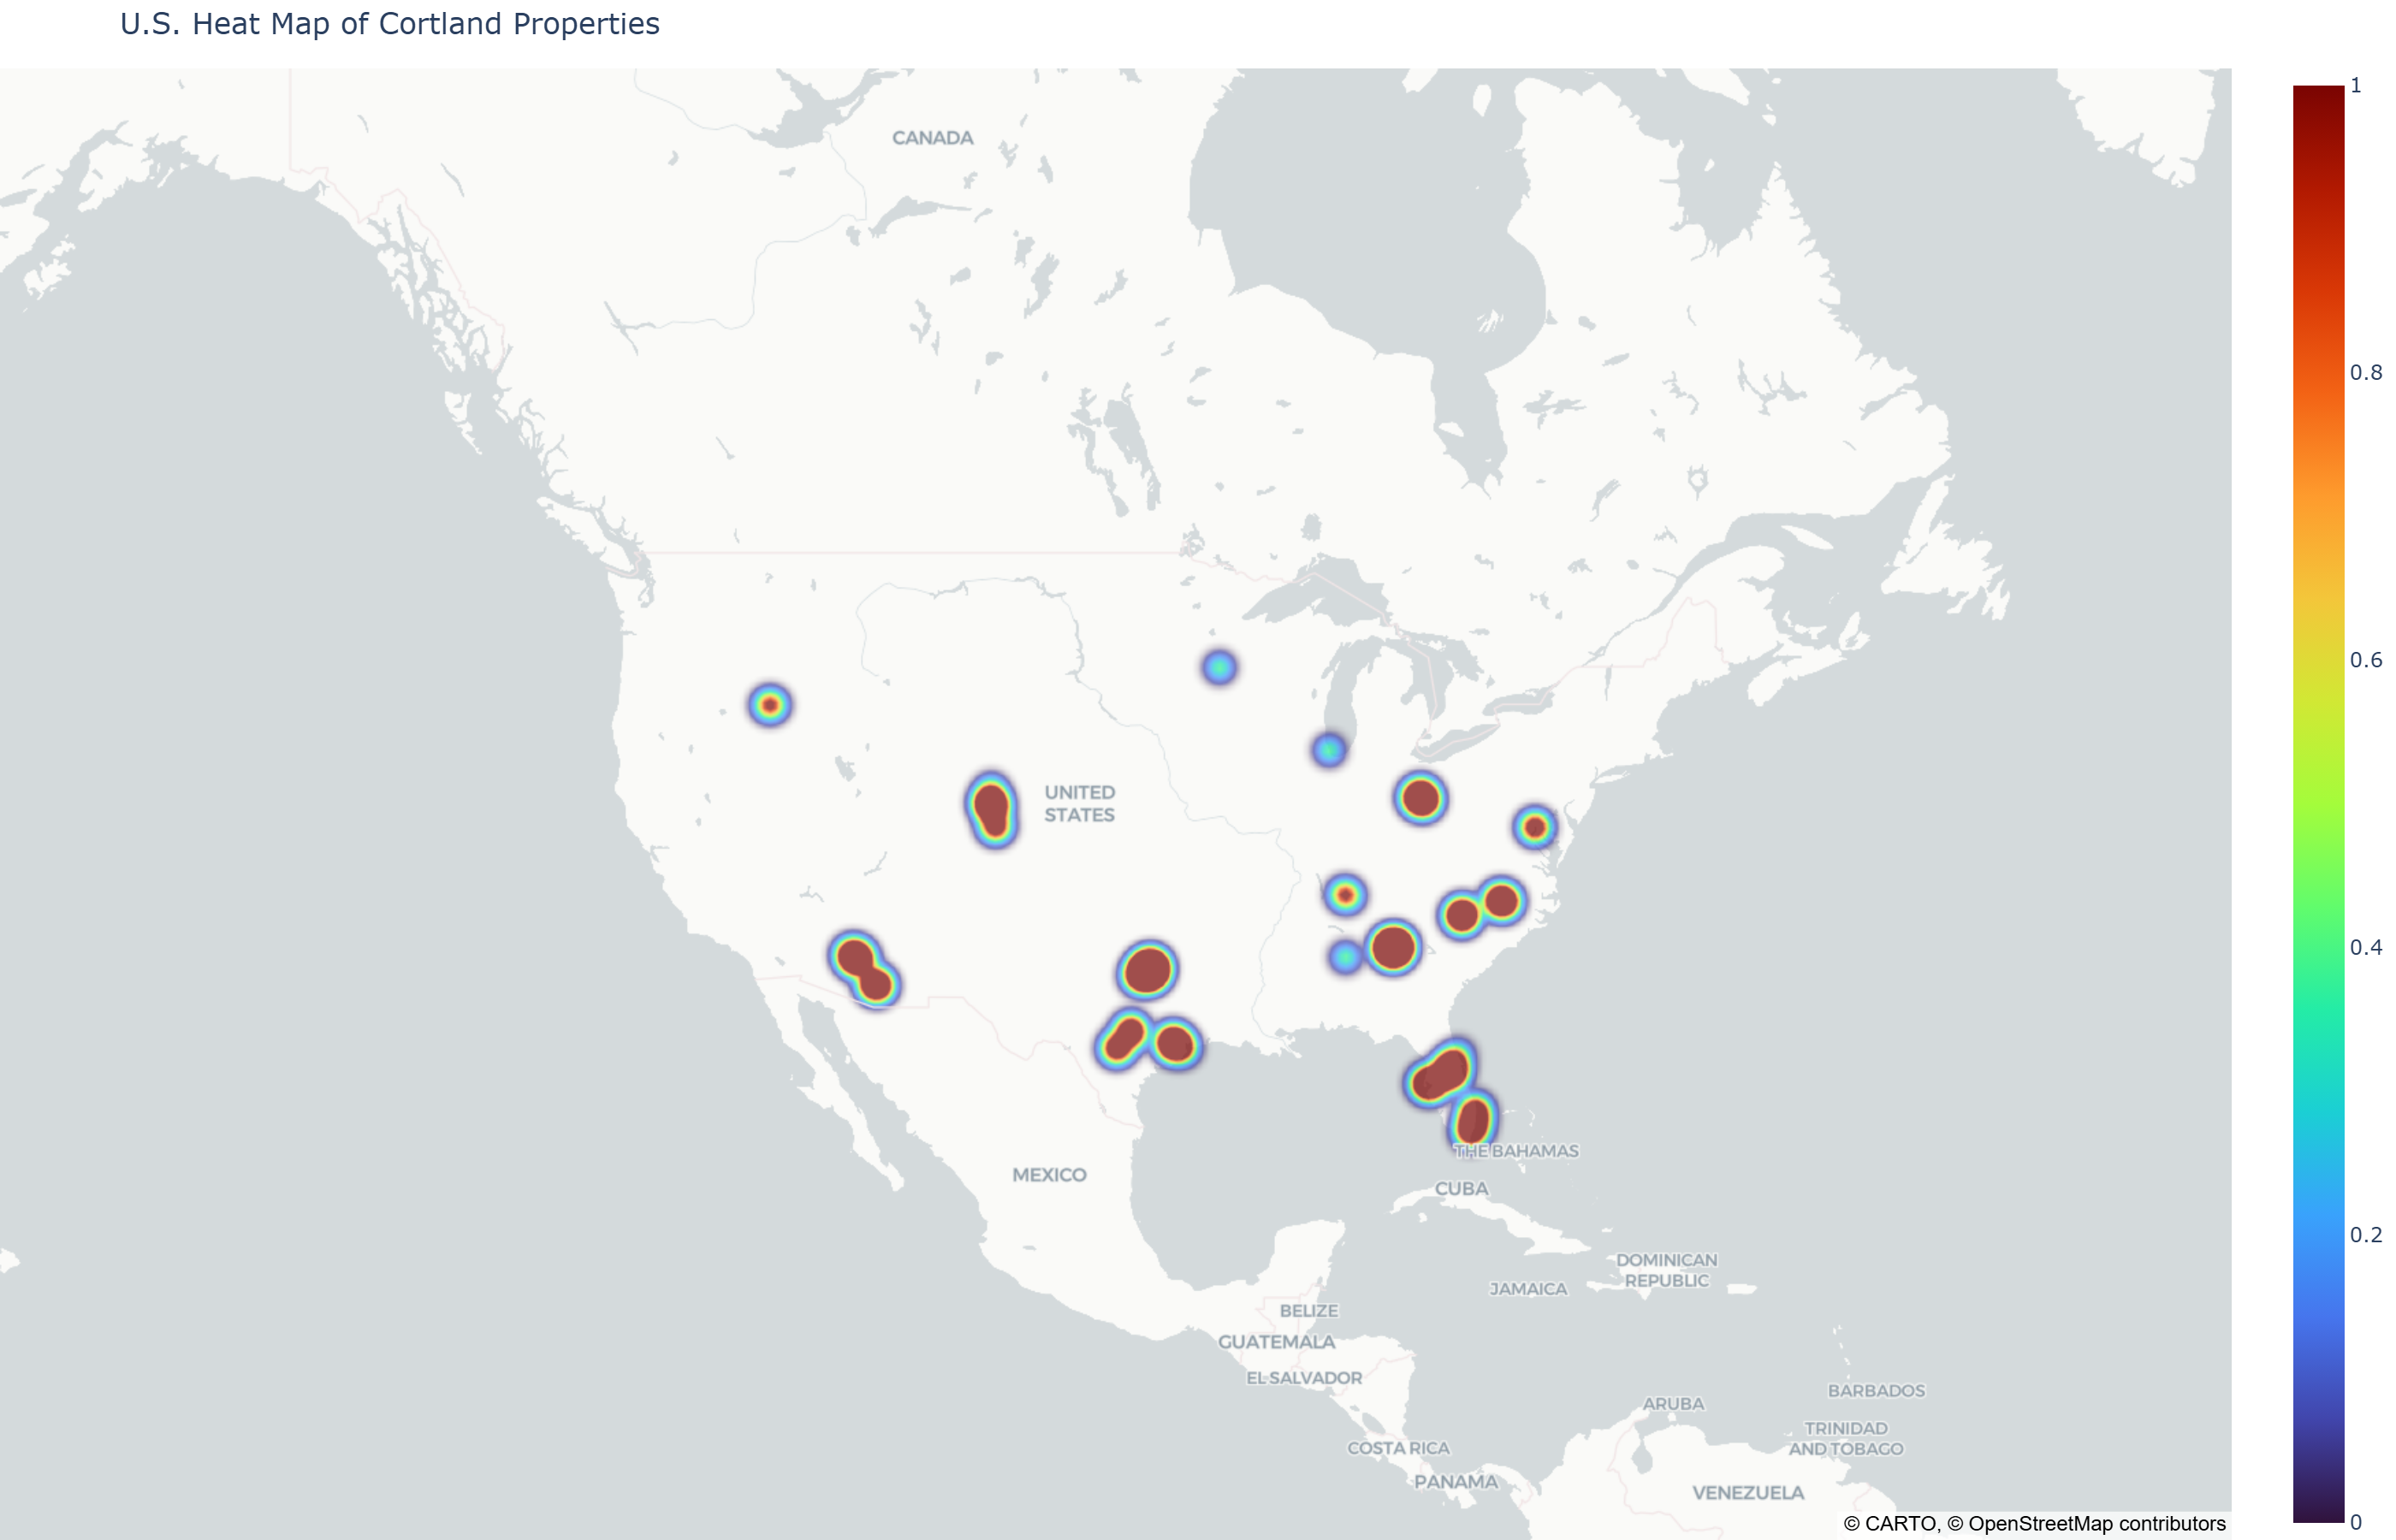 U.S. Heat Map of Cortland Properties
CANADA
UNITED
STATES
MEXICO
THE BAHAMAS
CUBA
DOMINICAN
REPUBLIC
JAMAICA
BELIZE
GUATEMALA
EL SALVADOR
BARBADOS
ARUBA
TRINIDAD
AND TOBAGO
COSTA RICA
PANAMA
VENEZUELA
© CARTO, © OpenStreetMap contributors
1
0.8
0.6
0.4
0.2
0